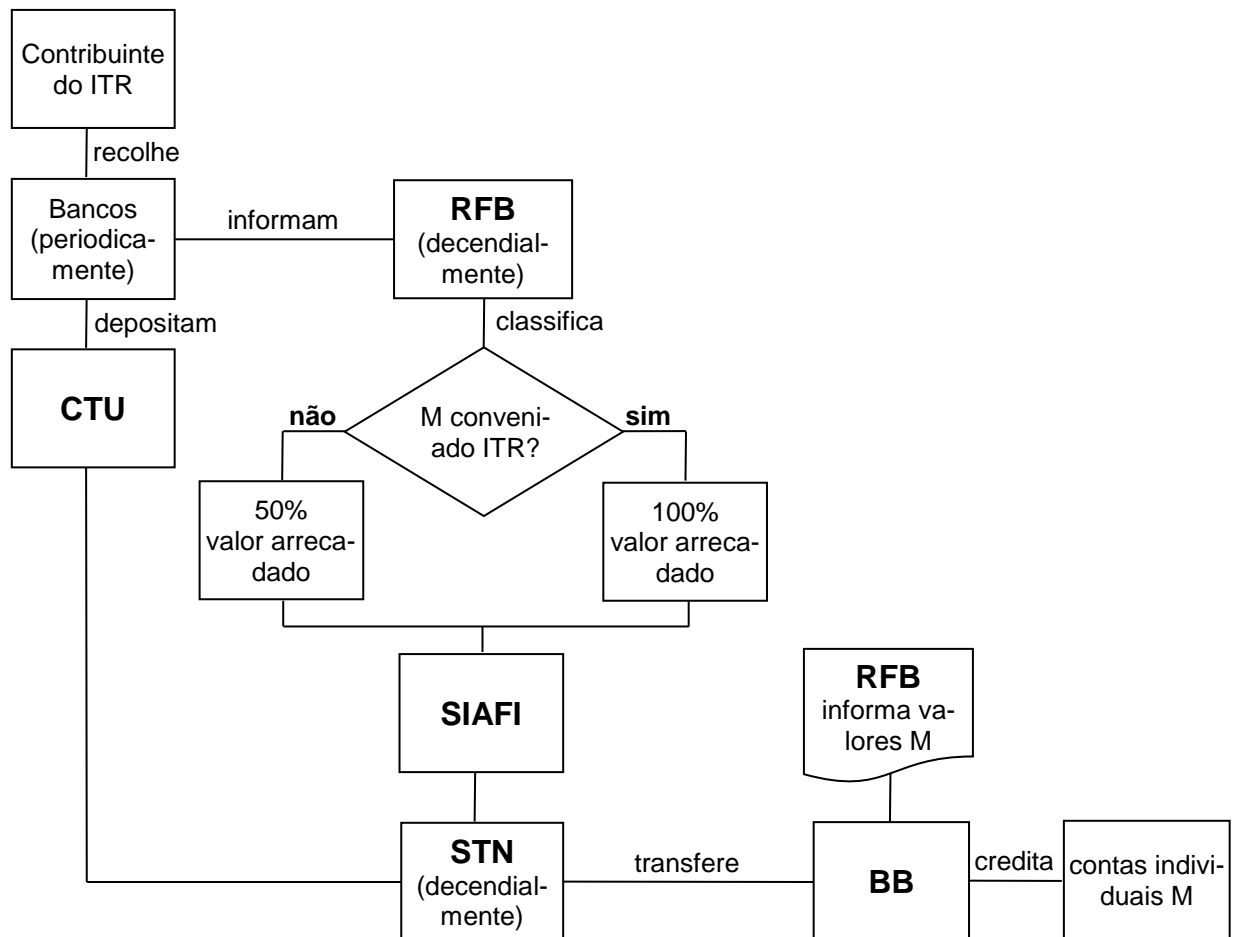 Contribuinte
do ITR
recolhe
Bancos
(periodica-
mente)
informam
RFB
(decendial-
mente)
depositam
classifica
CTU
não
M conveni-
ado ITR?
sim
50%
valor arreca-
dado
100%
valor arreca-
dado
SIAFI
RFB
informa va-
lores M
STN
(decendial-
mente)
transfere
BB
credita
contas indivi-
duais M